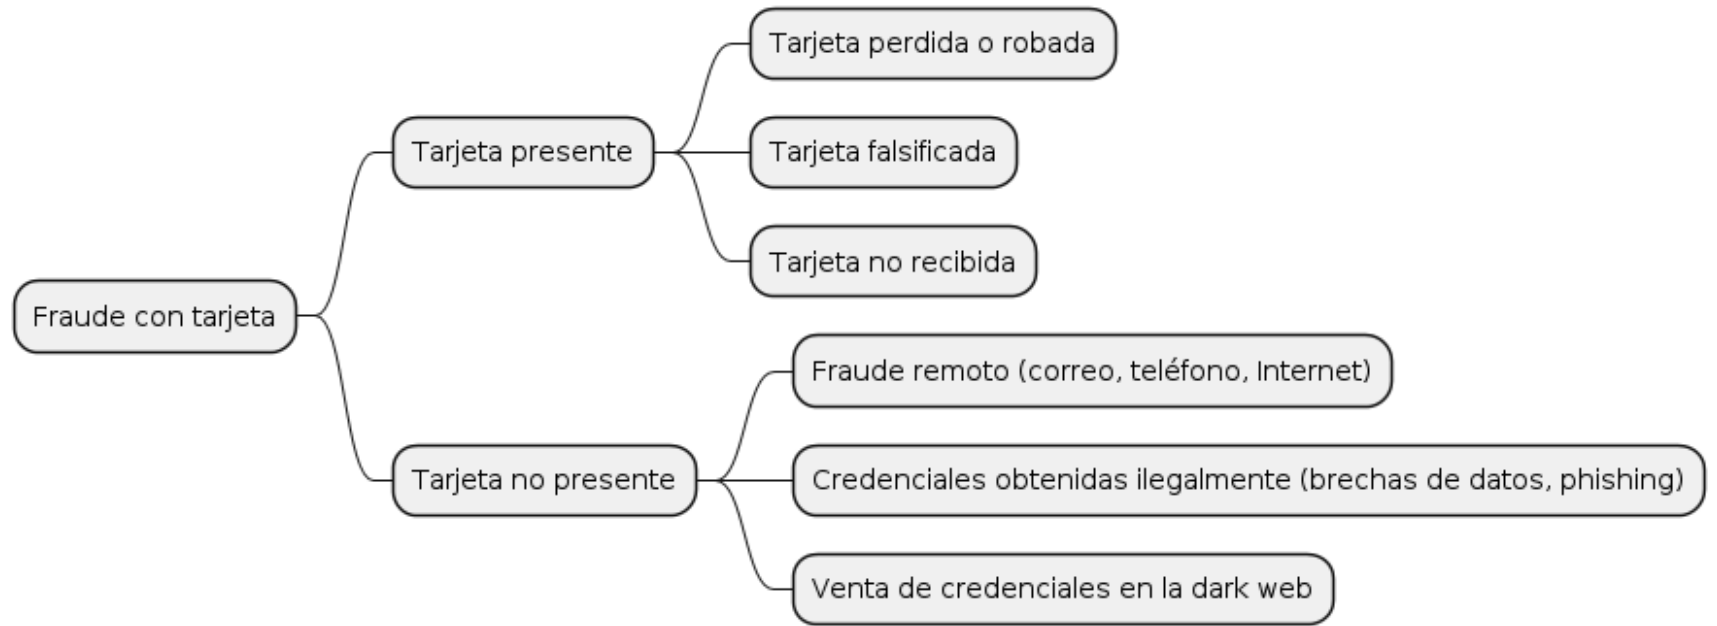 Fraude con tarjeta
Tarjeta presente
Tarjeta perdida o robada
Tarjeta falsificada
Tarjeta no recibida
Tarjeta no presente
Fraude remoto (correo, teléfono, Internet)
Credenciales obtenidas ilegalmente (brechas de datos, phishing)
Venta de credenciales en la dark web